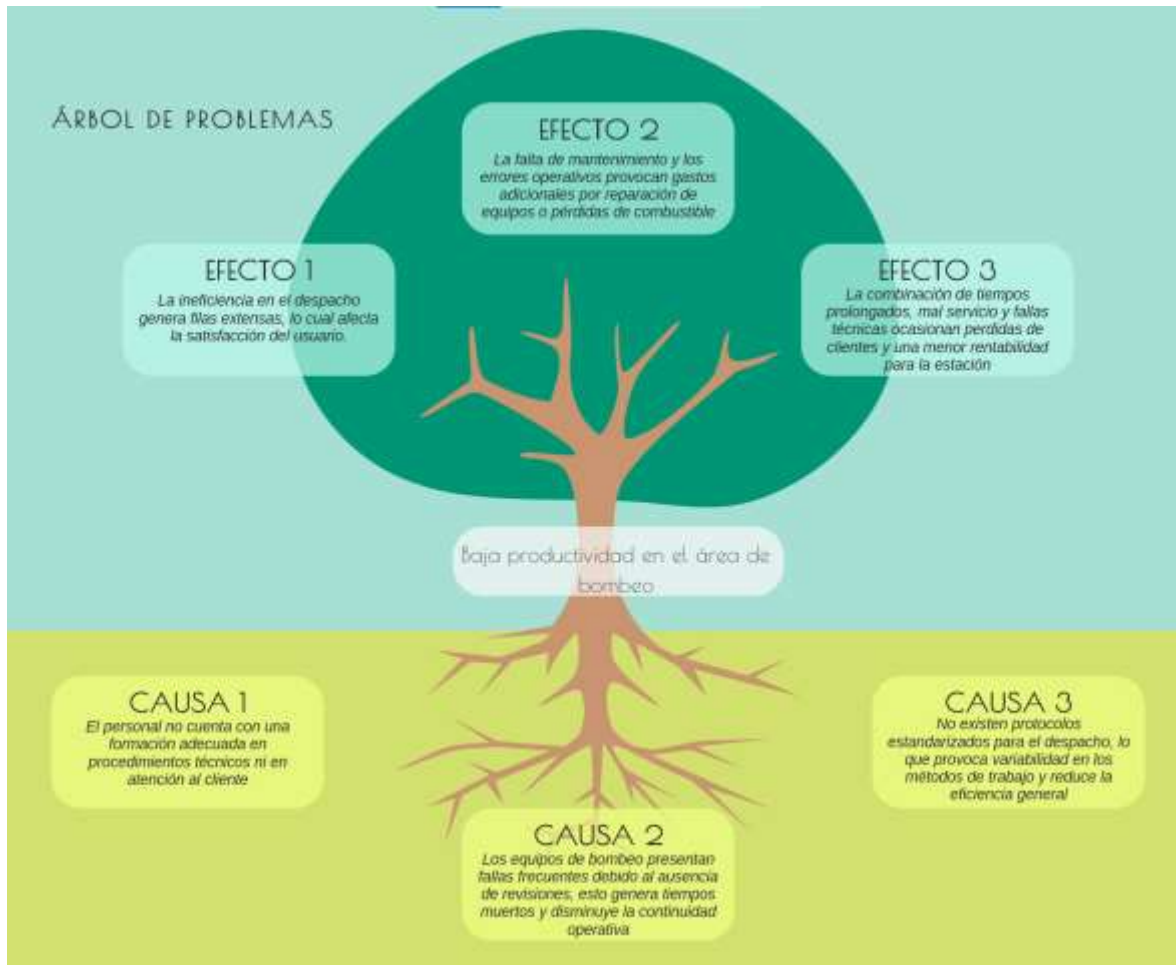 ÁRBOL DE PROBLEMAS
EFECTO 2
La falta de mantenimiento y los
errores operativos provocan gastos
adicionales por reparación de
equipos o pérdidas de combustible
EFECTO 1
La ineficiencia en el despacho
genera filas extensas, lo cual afecta
la satisfacción del usuario.
EFECTO 3
La combinación de tiempos
prolongados, mal servicio y fallas
técnicas ocasionan perdidas de
clientes y una menor rentabilidad
para la estación
Baja productividad en el área de
bombeo
CAUSA 1
El personal no cuenta con una
formación adecuada en
procedimientos técnicos ni en
atención al cliente
CAUSA 2
Los equipos de bombeo presentan
fallas frecuentes debido al ausencia
de revisiones, esto genera tiempos
muertos y disminuye la continuidad
operativa
CAUSA 3
No existen protocolos
estandarizados para el despacho, lo
que provoca variabilidad en los
métodos de trabajo y reduce la
eficiencia general